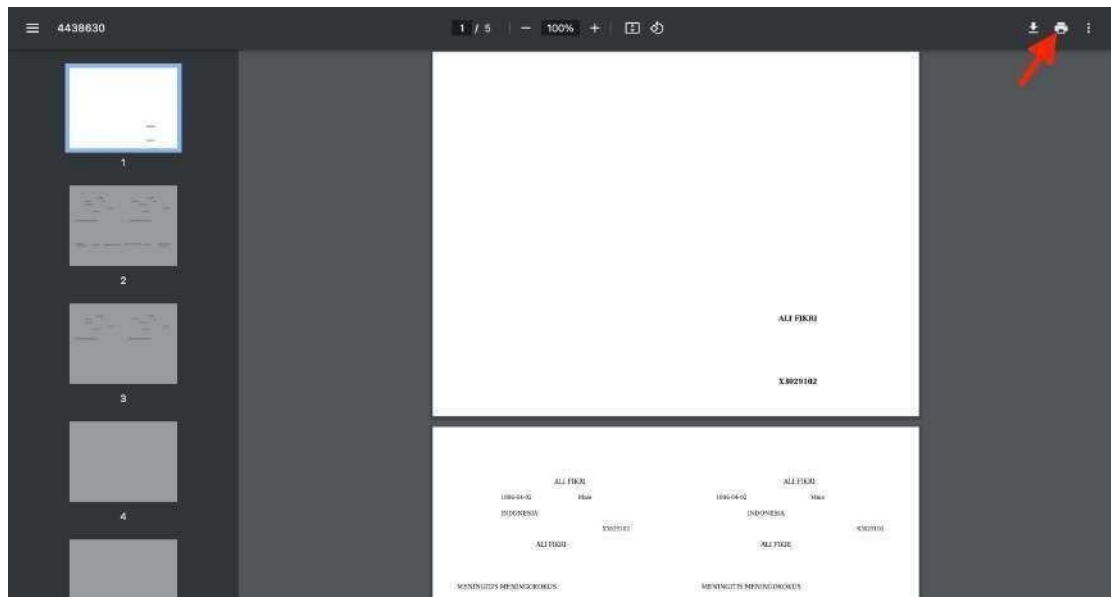 4438630
1 / 5 100%
1
2
3
4
ALI FIKRI
X3029102
ALI FIKRI ALI FIKRI
Male Male
INDONESIA INDONESIA
ALI FIKRI ALI FIKRI
MENINGITIS MENINGOKOKUS MENINGITIS MENINGOKOKUS